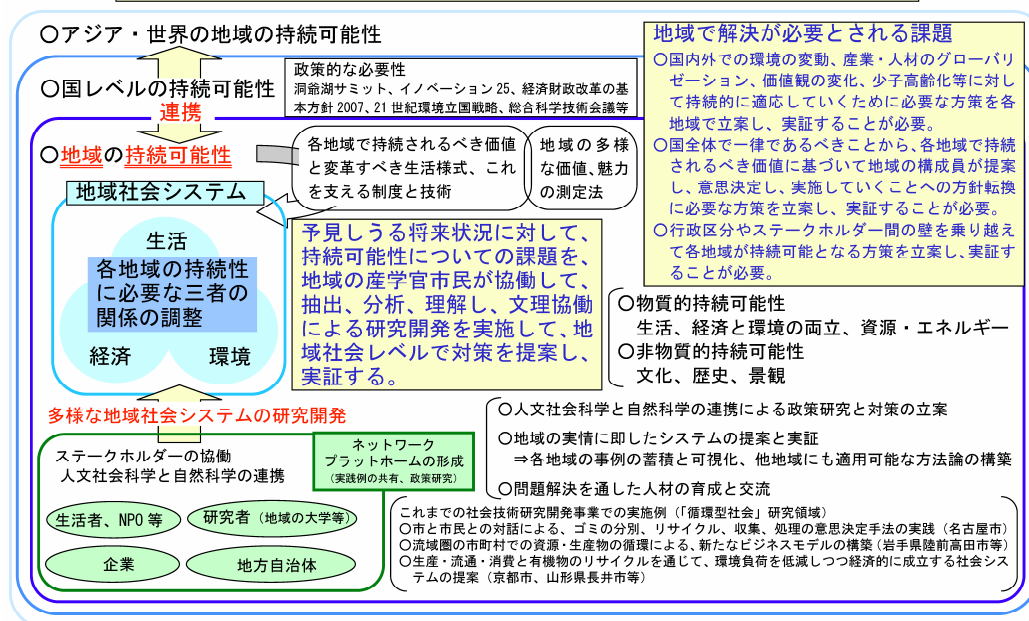 ○アジア・世界の地域の持続可能性
○国レベルの持続可能性
連携
○地域の持続可能性
政策的な必要性
洞爺湖サミット、イノベーション25、経済財政改革の基
本方針2007、21世紀環境立国戦略、総合科学技術会議等
地域で解決が必要とされる課題
○国内外での環境の変動、産業・人材のグローバリ
ゼーション、価値観の変化、少子高齢化等に対し
て持続的に適応していくために必要な方策を各
地域で立案し、実証することが必要。
○国全体で一律であるべきことから、各地域で持続
されるべき価値に基づいて地域の構成員が提案
し、意思決定し、実施していくことへの方針転換
に必要な方策を立案し、実証することが必要。
○行政区分やステークホルダー間の壁を乗り越え
て各地域が持続可能となる方策を立案し、実証す
ることが必要。
各地域で持続されるべき価値
と変革すべき生活様式、これ
を支える制度と技術
地域の多様
な価値、魅力
の測定法
地域社会システム
生活
各地域の持続性
に必要な三者の
関係の調整
経済
環境
予見しうる将来状況に対して、
持続可能性についての課題を、
地域の産学官市民が協働して、
抽出、分析、理解し、文理協働
による研究開発を実施して、地
域社会レベルで対策を提案し、
実証する。
○物質的持続可能性
生活、経済と環境の両立、資源・エネルギー
○非物質的持続可能性
文化、歴史、景観
多様な地域社会システムの研究開発
○人文社会科学と自然科学の連携による政策研究と対策の立案
○地域の実情に即したシステムの提案と実証
⇒各地域の事例の蓄積と可視化、他地域にも適用可能な方法論の構築
○問題解決を通した人材の育成と交流
ステークホルダーの協働
人文社会科学と自然科学の連携
ネットワーク
プラットホームの形成
(実践例の共有、政策研究)
生活者、NPO等
研究者(地域の大学等)
企業
地方自治体
これまでの社会技術研究開発事業での実施例(「循環型社会」研究領域)
○市と市民との対話による、ゴミの分別、リサイクル、収集、処理の意思決定手法の実践(名古屋市)
○流域圏の市町村での資源・生産物の循環による、新たなビジネスモデルの構築(岩手県陸前高田市等)
○生産・流通・消費と有機物のリサイクルを通じて、環境負荷を低減しつつ経済的に成立する社会シス
テムの提案(京都市、山形県長井市等)